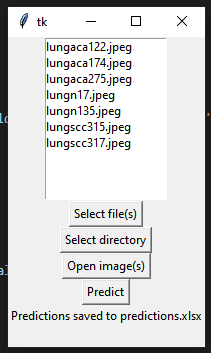 tk
lungaca122.jpeg
lungaca174.jpeg
lungaca275.jpeg
lungn17.jpeg
lungn135.jpeg
lungscc315.jpeg
lungscc317.jpeg
Select file(s)
Select directory
Open image(s)
Predict
Predictions saved to predictions.xlsx